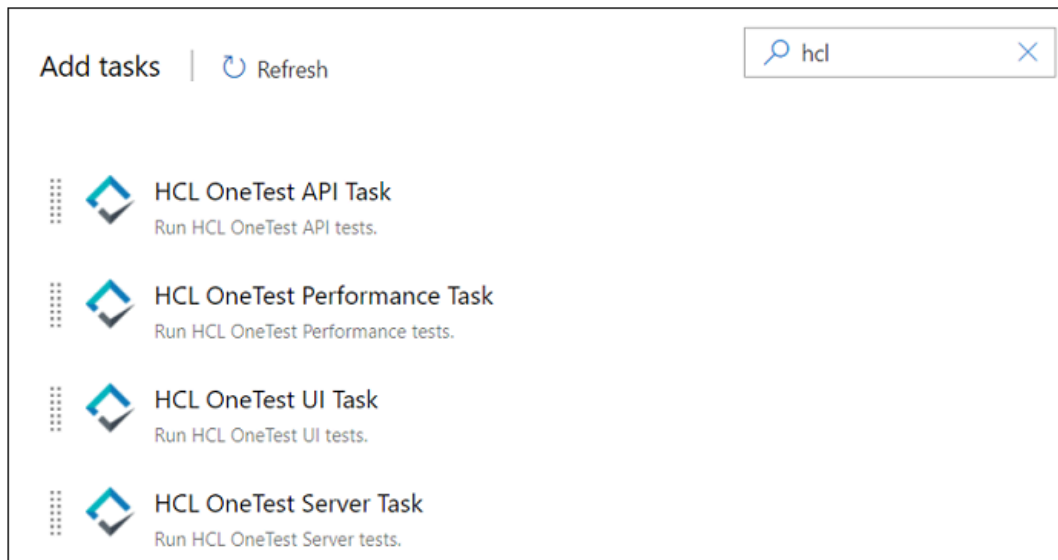 Add tasks
Refresh
hcl
HCL OneTest API Task
Run HCL OneTest API tests.
HCL OneTest Performance Task
Run HCL OneTest Performance tests.
HCL OneTest UI Task
Run HCL OneTest UI tests.
HCL OneTest Server Task
Run HCL OneTest Server tests.